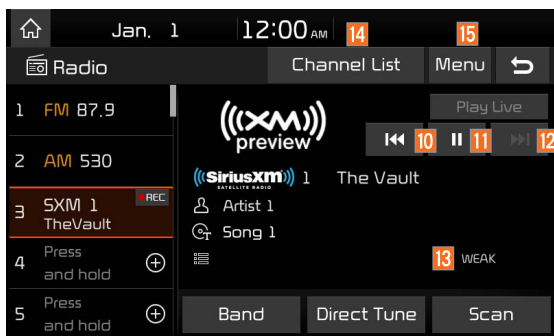 Jan. 1 12:00 AM 14 15
Radio Channel List Menu
1 FM 87.9
Play Live
((XM)) preview
10 11 12
2 AM 530
((SiriusXM)) 1 The Vault
SATELLITE RADIO
3 SXM 1 REC
TheVault
Artist 1
Song 1
4 Press and hold
13 WEAK
5 Press and hold
Band Direct Tune Scan